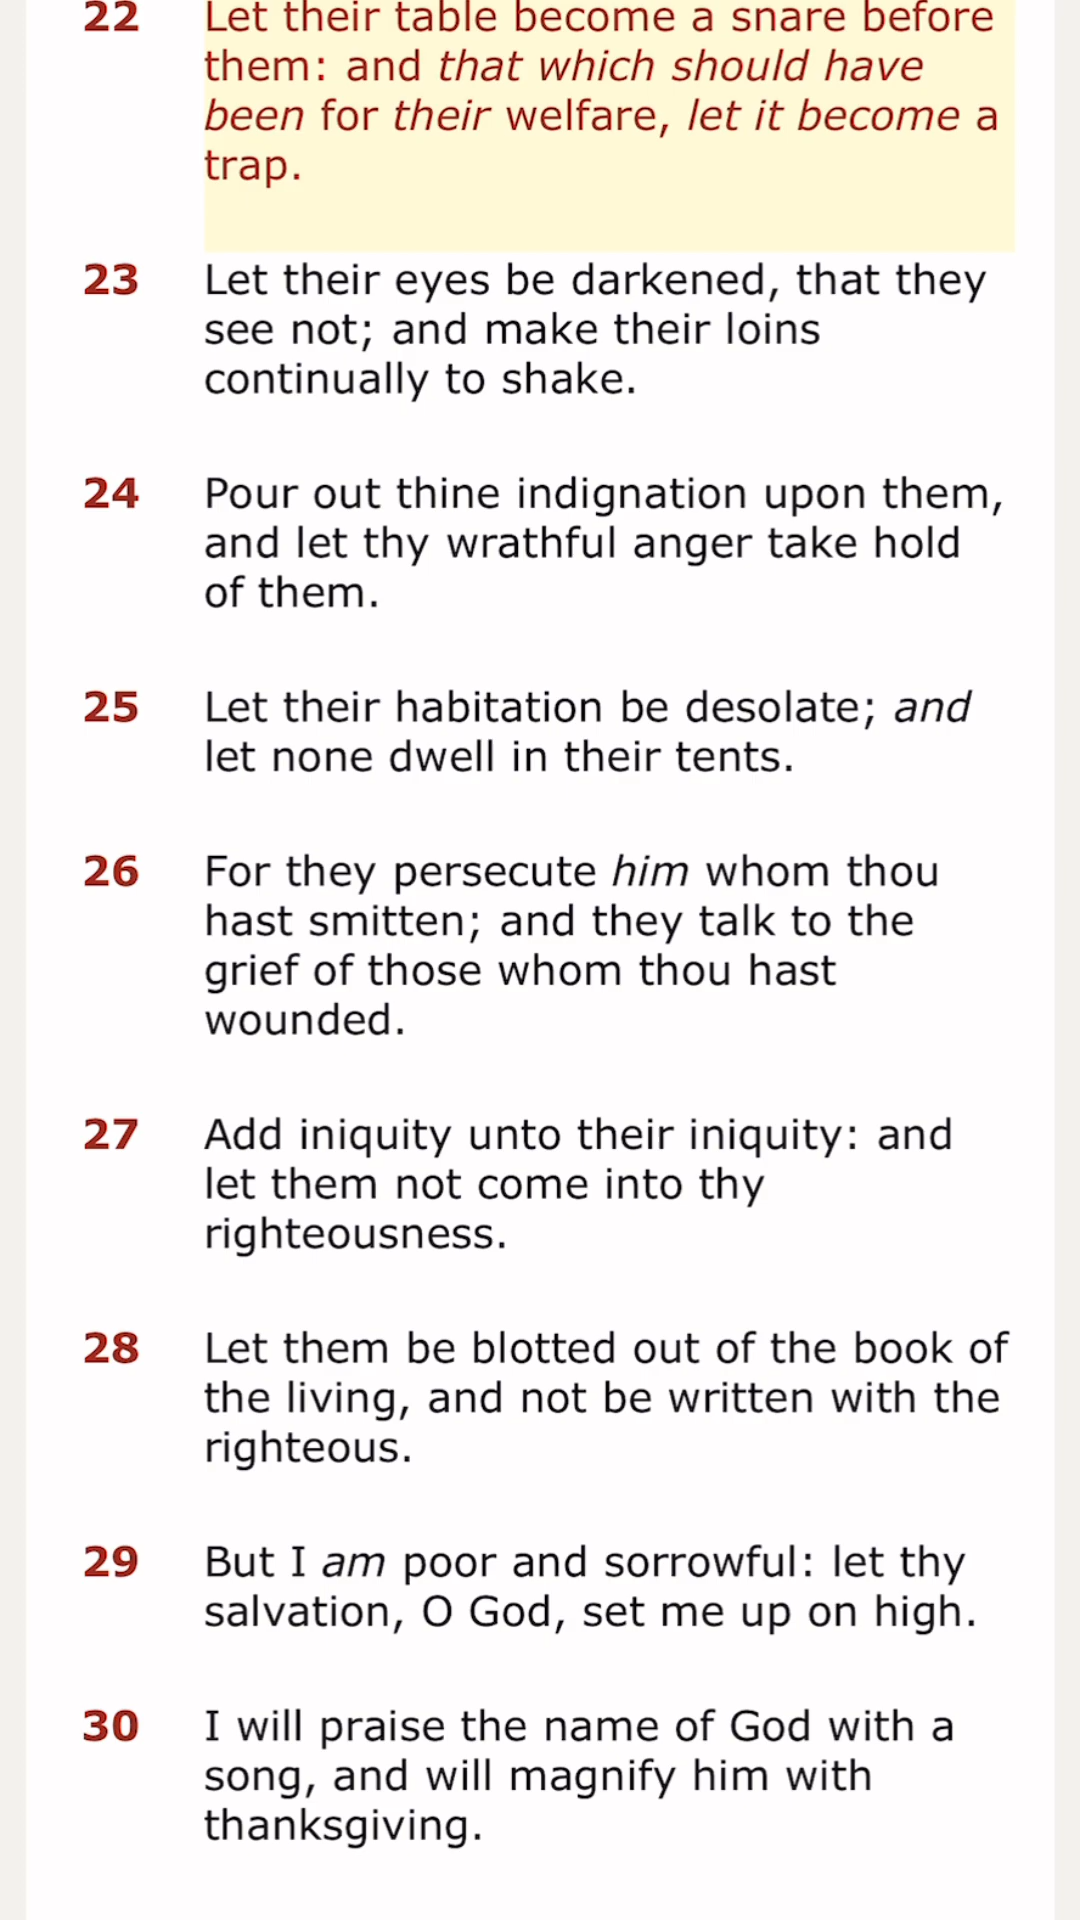 22 Let their table become a snare before
them: and that which should have
been for their welfare, let it become a
trap.
23 Let their eyes be darkened, that they
see not; and make their loins
continually to shake.
24 Pour out thine indignation upon them,
and let thy wrathful anger take hold
of them.
25 Let their habitation be desolate; and
let none dwell in their tents.
26 For they persecute him whom thou
hast smitten; and they talk to the
grief of those whom thou hast
wounded.
27 Add iniquity unto their iniquity: and
let them not come into thy
righteousness.
28 Let them be blotted out of the book of
the living, and not be written with the
righteous.
29 But I am poor and sorrowful: let thy
salvation, O God, set me up on high.
30 I will praise the name of God with a
song, and will magnify him with
thanksgiving.